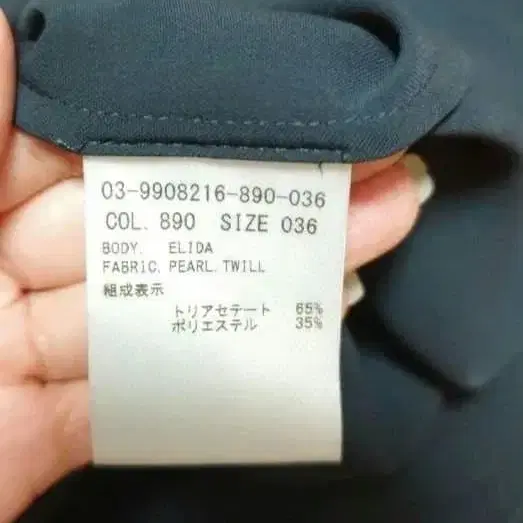 03-9908216-890-036
COL. 890 SIZE 036
BODY. ELIDA
FABRIC. PEARL. TWILL
組成表示
トリアセテート 65%
ポリエステル 35%